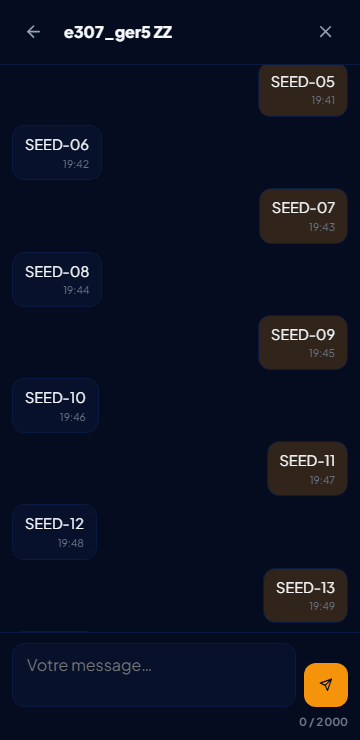 e307_ger5 ZZ
SEED-05
19:41
SEED-06
19:42
SEED-07
19:43
SEED-08
19:44
SEED-09
19:45
SEED-10
19:46
SEED-11
19:47
SEED-12
19:48
SEED-13
19:49
Votre message...
0 / 2000